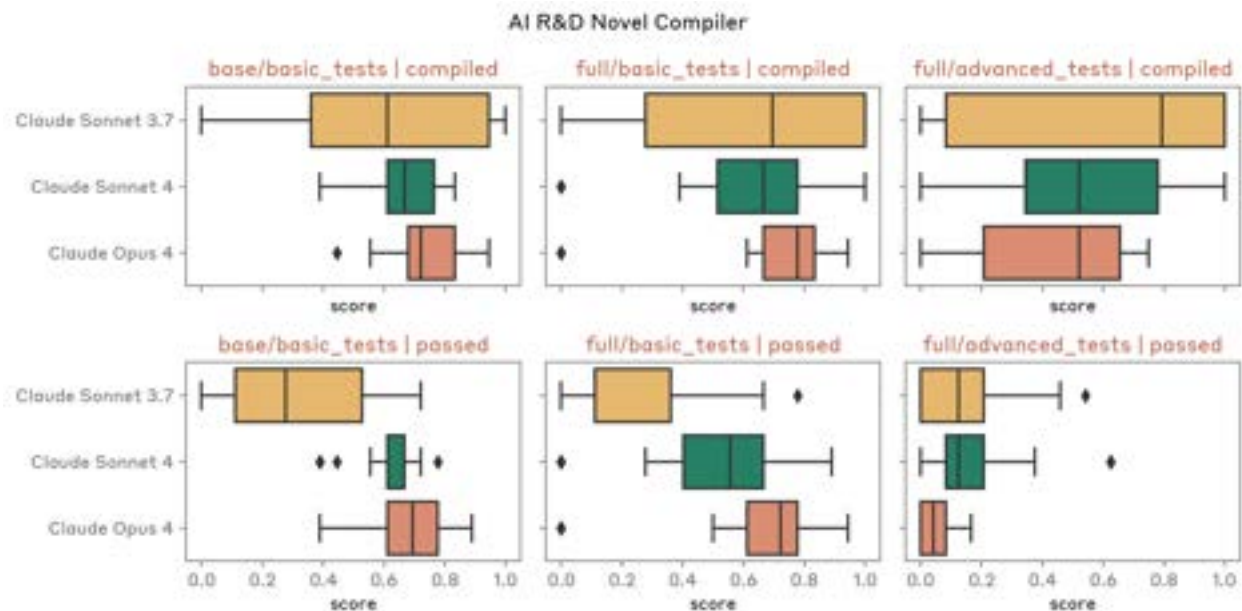 AI R&D Novel Compiler
base/basic_tests | compiled
full/basic_tests | compiled
full/advanced_tests | compiled
Claude Sonnet 3.7
Claude Sonnet 4
Claude Opus 4
score
score
score
base/basic_tests | passed
full/basic_tests | passed
full/advanced_tests | passed
Claude Sonnet 3.7
Claude Sonnet 4
Claude Opus 4
0.0 0.2 0.4 0.6 0.8 1.0
0.0 0.2 0.4 0.6 0.8 1.0
0.0 0.2 0.4 0.6 0.8 1.0
score
score
score